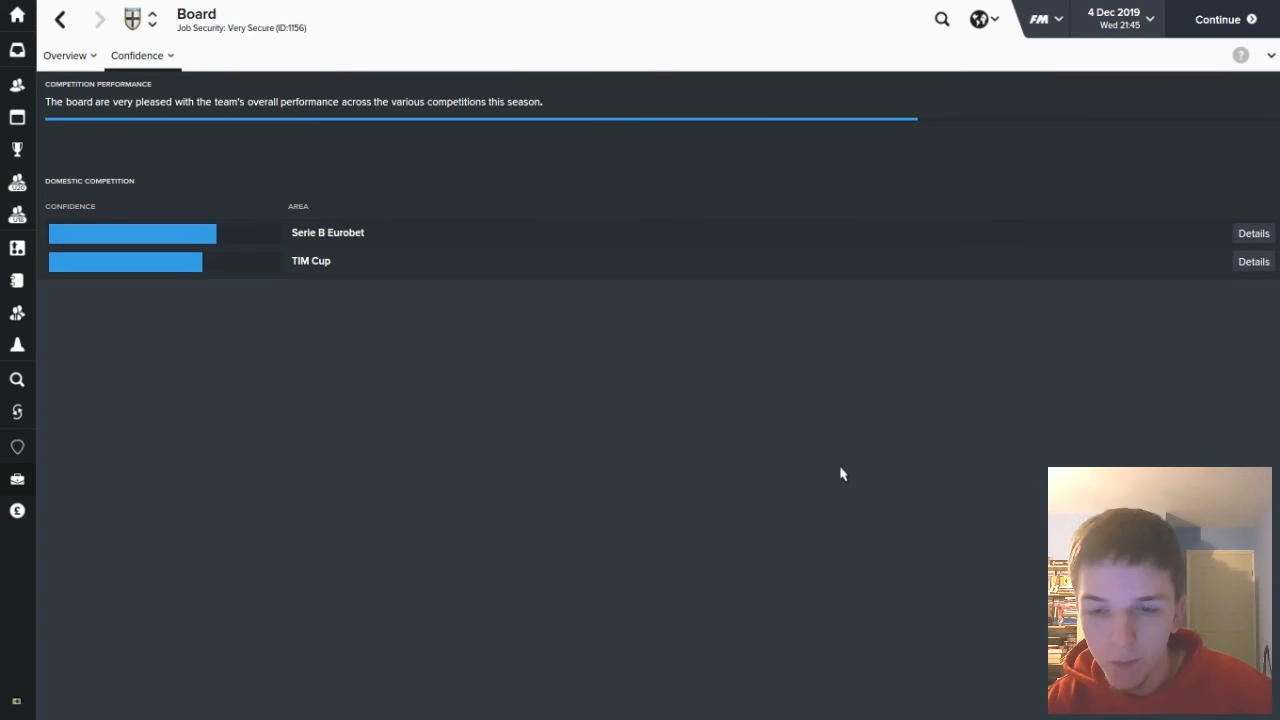 Board
Job Security: Very Secure (ID:1156)
FM
4 Dec 2019
Wed 21:45
Continue
Overview
Confidence
?
COMPETITION PERFORMANCE
The board are very pleased with the team's overall performance across the various competitions this season.
DOMESTIC COMPETITION
CONFIDENCE AREA
Serie B Eurobet Details
TIM Cup Details